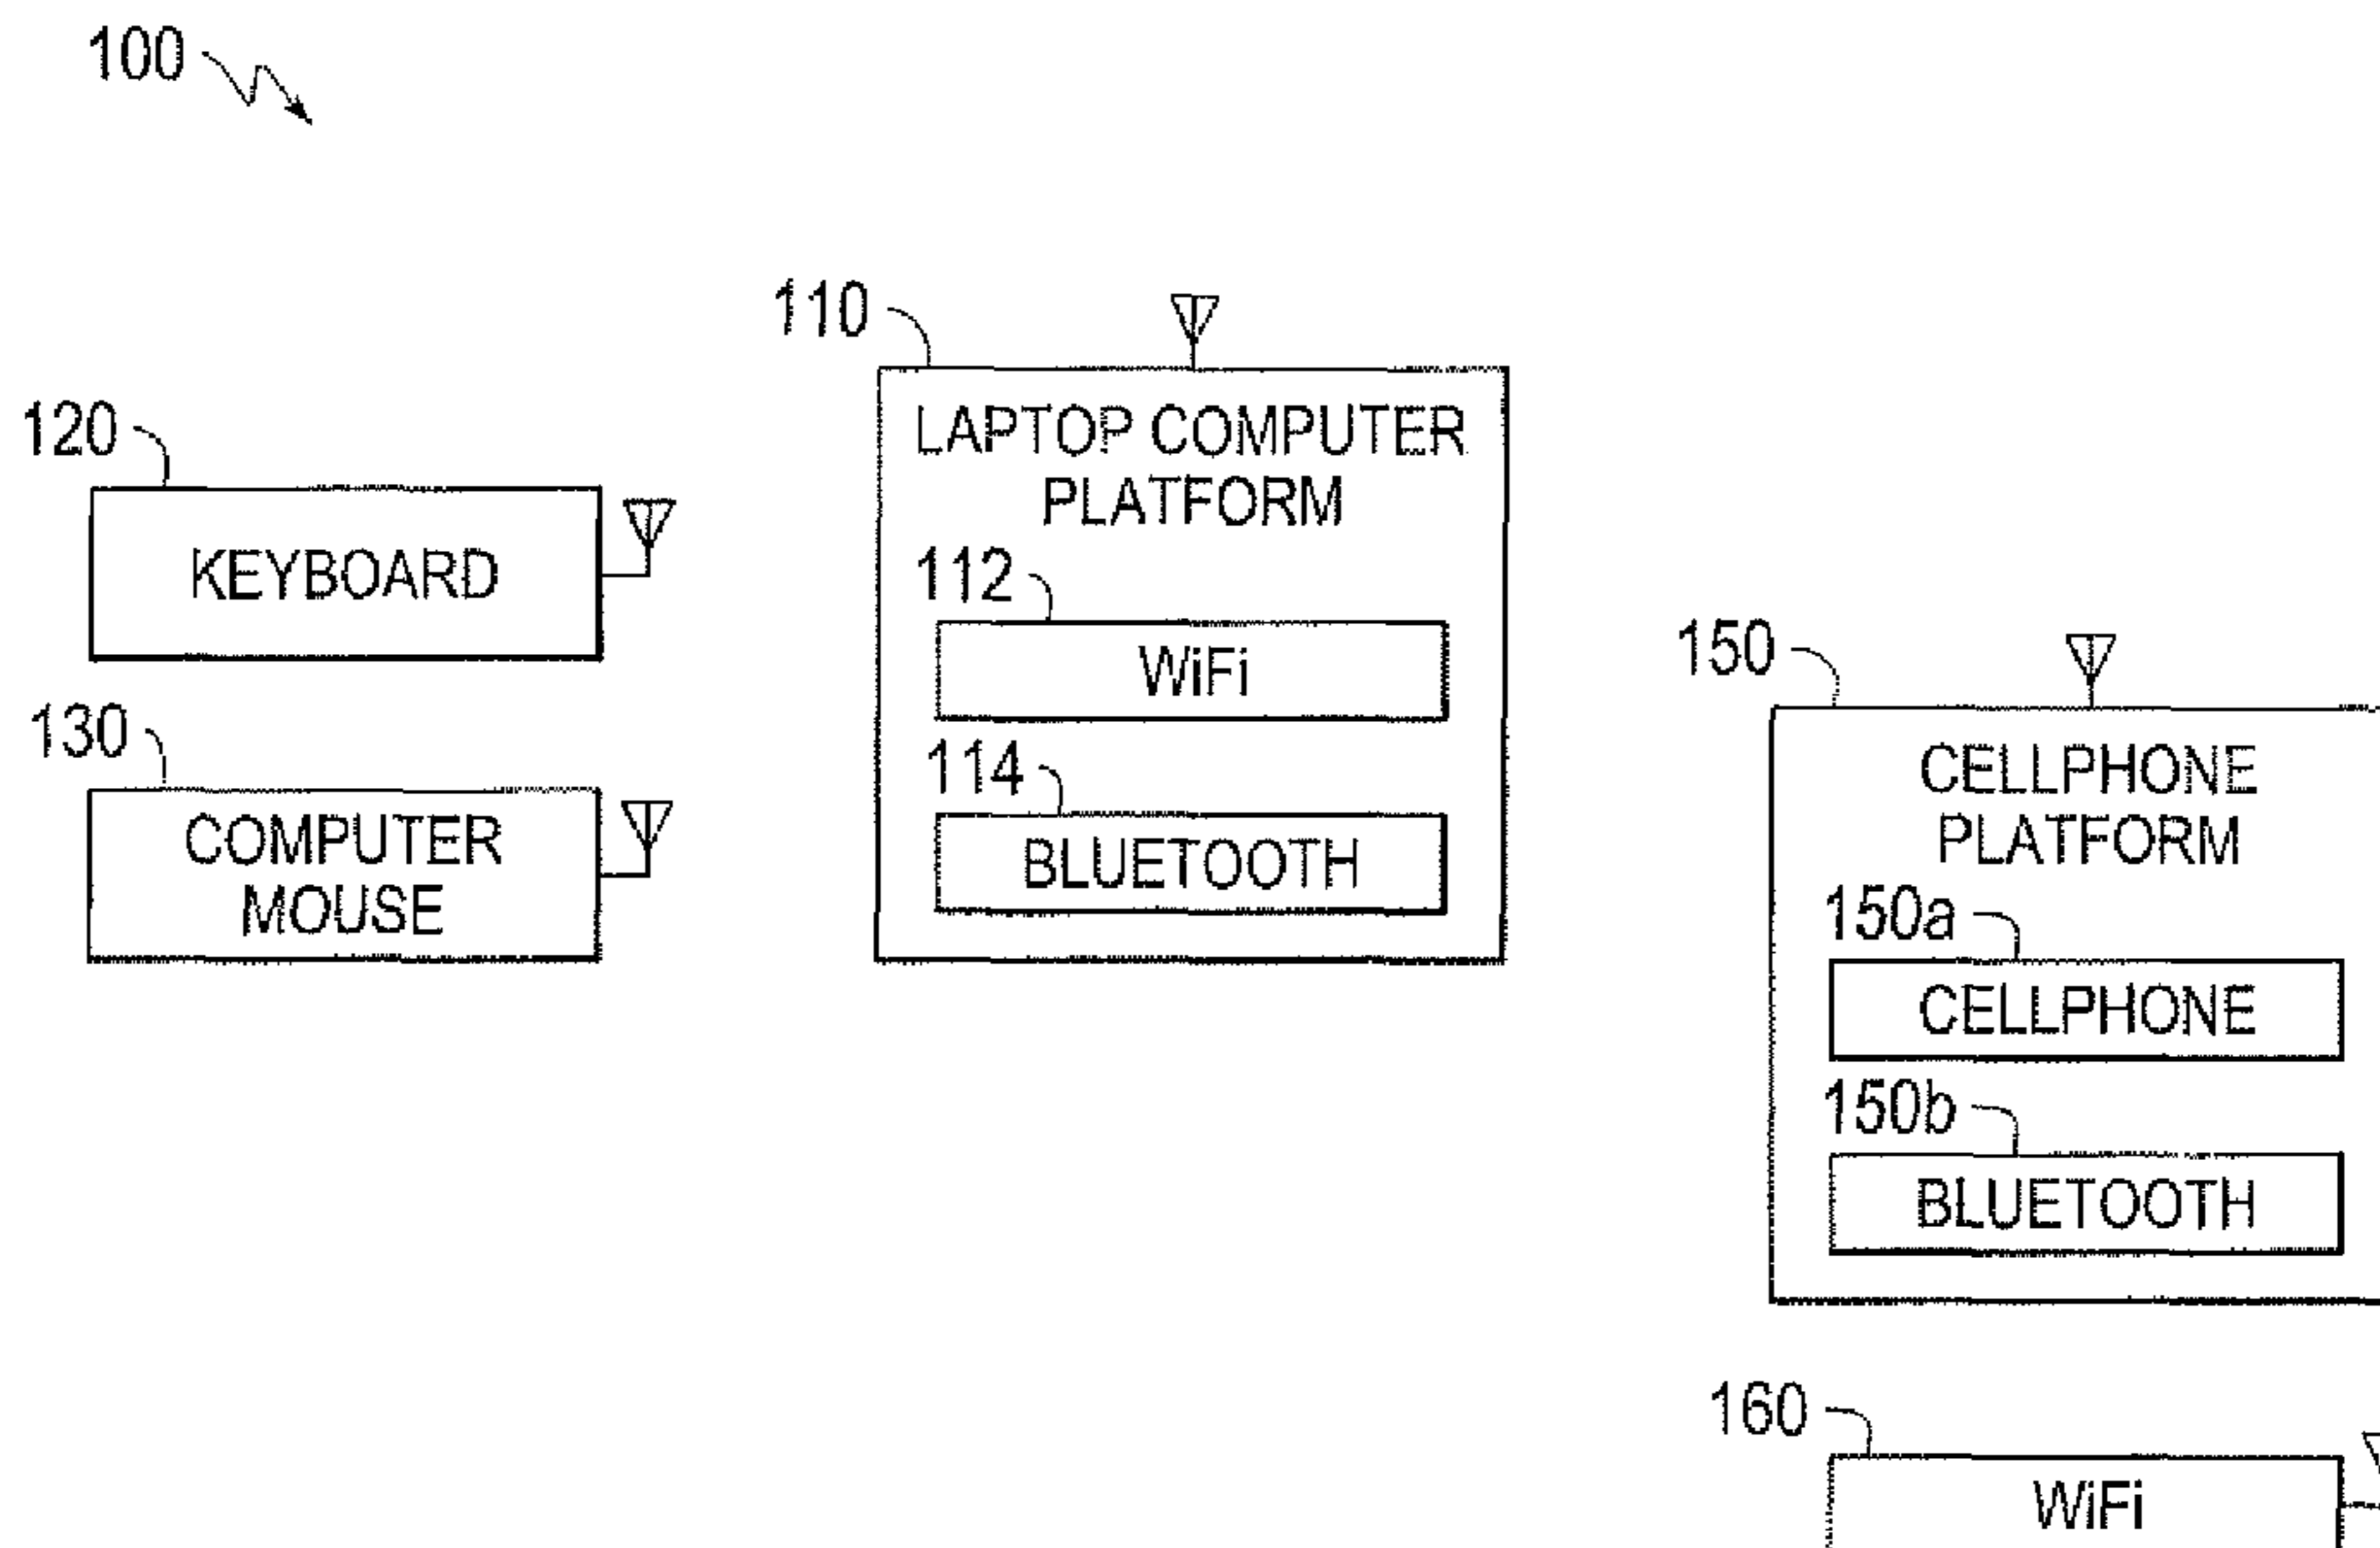 100
110
LAPTOP COMPUTER
PLATFORM
112
WiFi
114
BLUETOOTH
120
KEYBOARD
130
COMPUTER
MOUSE
150
CELLPHONE
PLATFORM
150a
CELLPHONE
150b
BLUETOOTH
160
WiFi